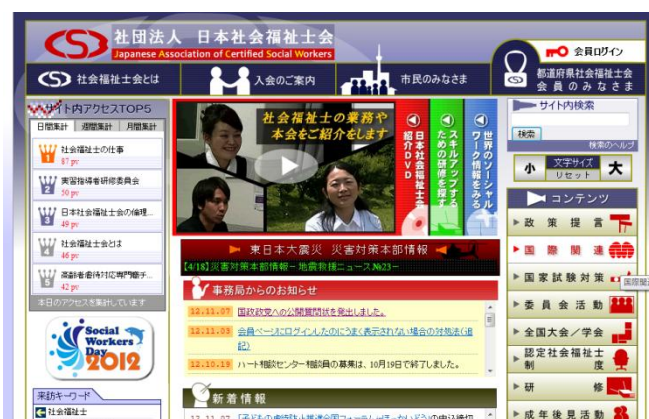 社団法人 日本社会福祉士会
Japanese Association of Certified Social Workers
会員ログイン
社会福祉士会とは
入会のご案内
市民のみなさま
都道府県社会福祉士会
会員のみなさま
サイト内アクセスTOP5
日間集計 週間集計 月間集計
1
社会福祉士の仕事
87 pv
2
実習指導者研修委員会
50 pv
3
日本社会福祉士会の倫理...
49 pv
4
社会福祉士とは
46 pv
5
高齢者虐待対応専門職チ...
42 pv
本日のアクセスを集計しています
Social
Workers
Day
2012
来訪キーワード
社会福祉士
社会福祉士の業務や
本会をご紹介をします
日本社会福祉士会
紹介DVD
スキルアップする
ための研修を探す
世界のソーシャル
ワーク情報をみる
東日本大震災 災害対策本部情報
【4/18】災害対策本部情報－地震救援ニュース№23－
事務局からのお知らせ
12.11.07 国政政党への公開質問状を発出しました。
12.11.03 会員ページにログインしたのにうまく表示されない場合の対処法(追
記)
12.10.19 ハート相談センター相談員の募集は、10月19日で終了しました。
新着情報
サイト内検索
検索
検索のヘルプ
小 文字サイズ 大
リセット
コンテンツ
政策提言
国際関連
国家試験対策
国際関連
委員会活動
全国大会／学会
認定社会福祉士
制度
研修
成年後見活動